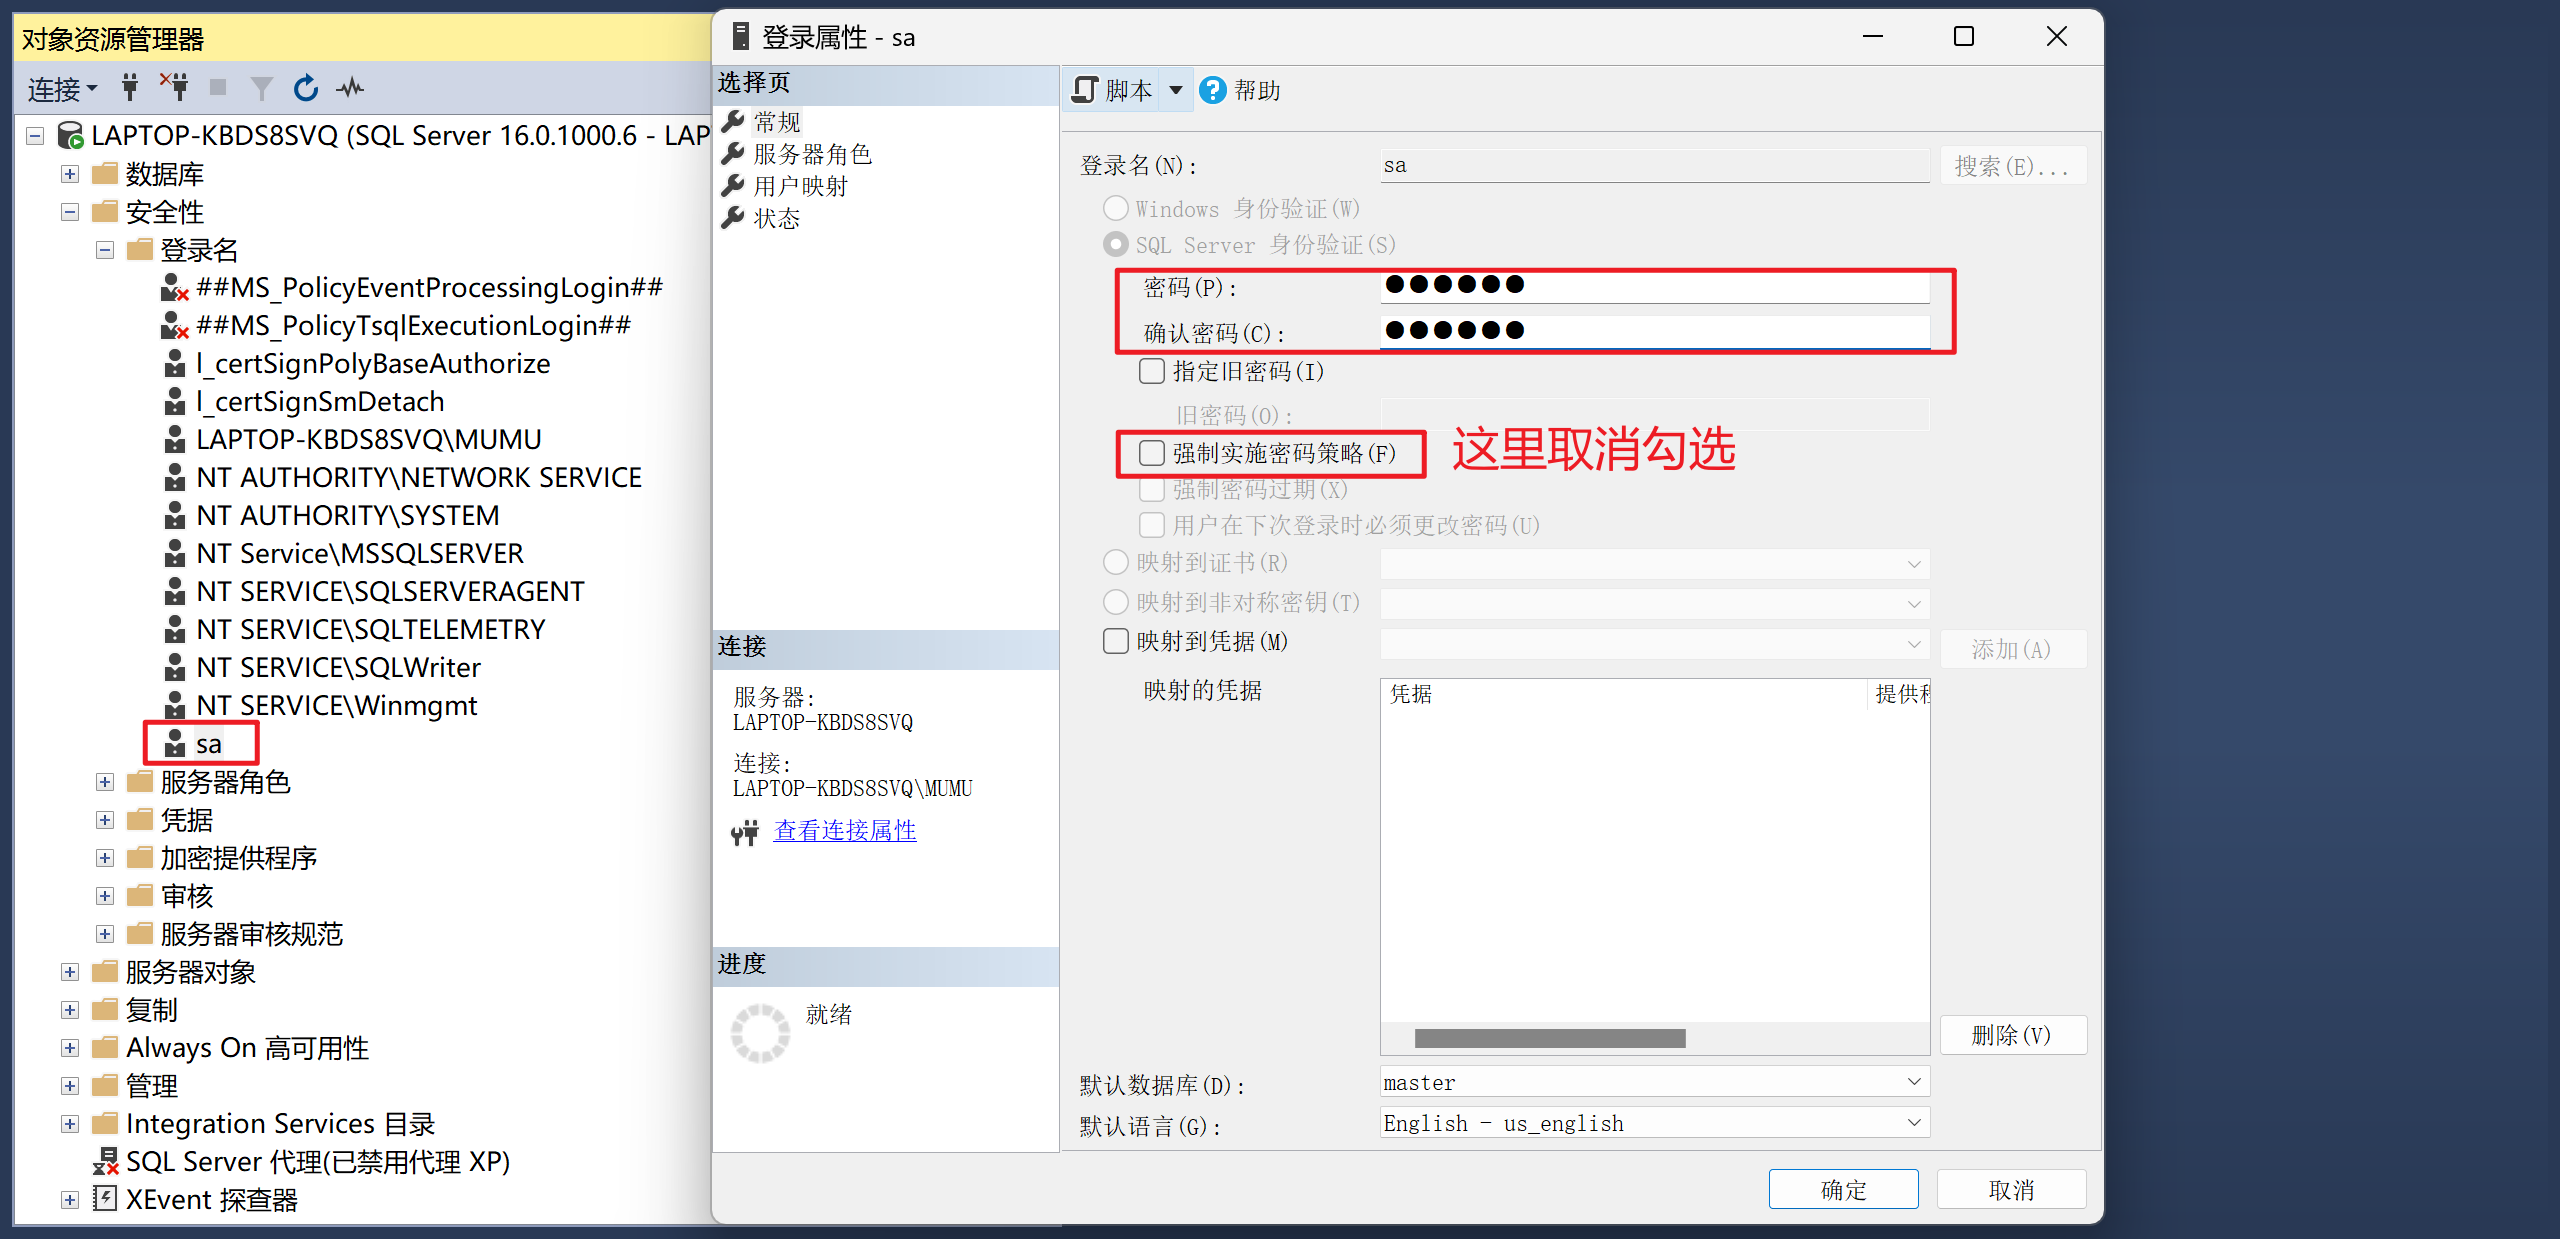 对象资源管理器
连接
LAPTOP-KBDS8SVQ (SQL Server 16.0.1000.6 - LAP
数据库
安全性
登录名
##MS_PolicyEventProcessingLogin##
##MS_PolicyTsqlExecutionLogin##
l_certSignPolyBaseAuthorize
l_certSignSmDetach
LAPTOP-KBDS8SVQ\MUMU
NT AUTHORITY\NETWORK SERVICE
NT AUTHORITY\SYSTEM
NT Service\MSSQLSERVER
NT SERVICE\SQLSERVERAGENT
NT SERVICE\SQLTELEMETRY
NT SERVICE\SQLWriter
NT SERVICE\Winmgmt
sa
服务器角色
凭据
加密提供程序
审核
服务器审核规范
服务器对象
复制
Always On 高可用性
管理
Integration Services 目录
SQL Server 代理(已禁用代理 XP)
XEvent 探查器
登录属性 - sa
选择页
常规
服务器角色
用户映射
状态
连接
服务器:
LAPTOP-KBDS8SVQ
连接:
LAPTOP-KBDS8SVQ\MUMU
查看连接属性
进度
就绪
脚本 帮助
登录名(N): sa 搜索(E)...
Windows 身份验证(W)
SQL Server 身份验证(S)
密码(P): ●●●●●●
确认密码(C): ●●●●●●
指定旧密码(I)
旧密码(O):
强制实施密码策略(F) 这里取消勾选
强制密码过期(X)
用户在下次登录时必须更改密码(U)
映射到证书(R)
映射到非对称密钥(T)
映射到凭据(M) 添加(A)
映射的凭据 凭据 提供程
删除(V)
默认数据库(D): master
默认语言(G): English - us_english
确定 取消